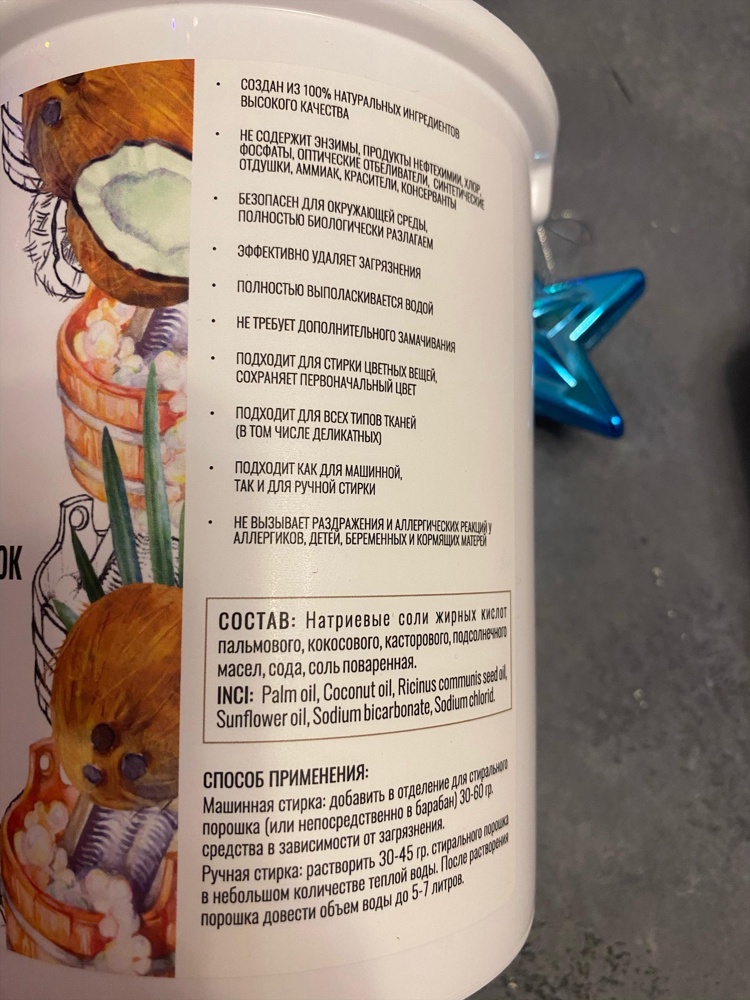 СОЗДАН ИЗ 100% НАТУРАЛЬНЫХ ИНГРЕДИЕНТОВ
ВЫСОКОГО КАЧЕСТВА
НЕ СОДЕРЖИТ ЭНЗИМЫ, ПРОДУКТЫ НЕФТЕХИМИИ, ХЛОР,
ФОСФАТЫ, ОПТИЧЕСКИЕ ОТБЕЛИВАТЕЛИ, СИНТЕТИЧЕСКИЕ
ОТДУШКИ, АММИАК, КРАСИТЕЛИ, КОНСЕРВАНТЫ
БЕЗОПАСЕН ДЛЯ ОКРУЖАЮЩЕЙ СРЕДЫ,
ПОЛНОСТЬЮ БИОЛОГИЧЕСКИ РАЗЛАГАЕМ
ЭФФЕКТИВНО УДАЛЯЕТ ЗАГРЯЗНЕНИЯ
ПОЛНОСТЬЮ ВЫПОЛАСКИВАЕТСЯ ВОДОЙ
НЕ ТРЕБУЕТ ДОПОЛНИТЕЛЬНОГО ЗАМАЧИВАНИЯ
ПОДХОДИТ ДЛЯ СТИРКИ ЦВЕТНЫХ ВЕЩЕЙ,
СОХРАНЯЕТ ПЕРВОНАЧАЛЬНЫЙ ЦВЕТ
ПОДХОДИТ ДЛЯ ВСЕХ ТИПОВ ТКАНЕЙ
(В ТОМ ЧИСЛЕ ДЕЛИКАТНЫХ)
ПОДХОДИТ КАК ДЛЯ МАШИННОЙ,
ТАК И ДЛЯ РУЧНОЙ СТИРКИ
НЕ ВЫЗЫВАЕТ РАЗДРАЖЕНИЯ И АЛЛЕРГИЧЕСКИХ РЕАКЦИЙ У
АЛЛЕРГИКОВ, ДЕТЕЙ, БЕРЕМЕННЫХ И КОРМЯЩИХ МАТЕРЕЙ
ОК
СОСТАВ: Натриевые соли жирных кислот
пальмового, кокосового, касторового, подсолнечного
масел, сода, соль поваренная.
INCI: Palm oil, Coconut oil, Ricinus communis seed oil,
Sunflower oil, Sodium bicarbonate, Sodium chlorid.
СПОСОБ ПРИМЕНЕНИЯ:
Машинная стирка: добавить в отделение для стирального
порошка (или непосредственно в барабан) 30-60 гр.
средства в зависимости от загрязнения.
Ручная стирка: растворить 30-45 гр. стирального порошка
в небольшом количестве теплой воды. После растворения
порошка довести объем воды до 5-7 литров.